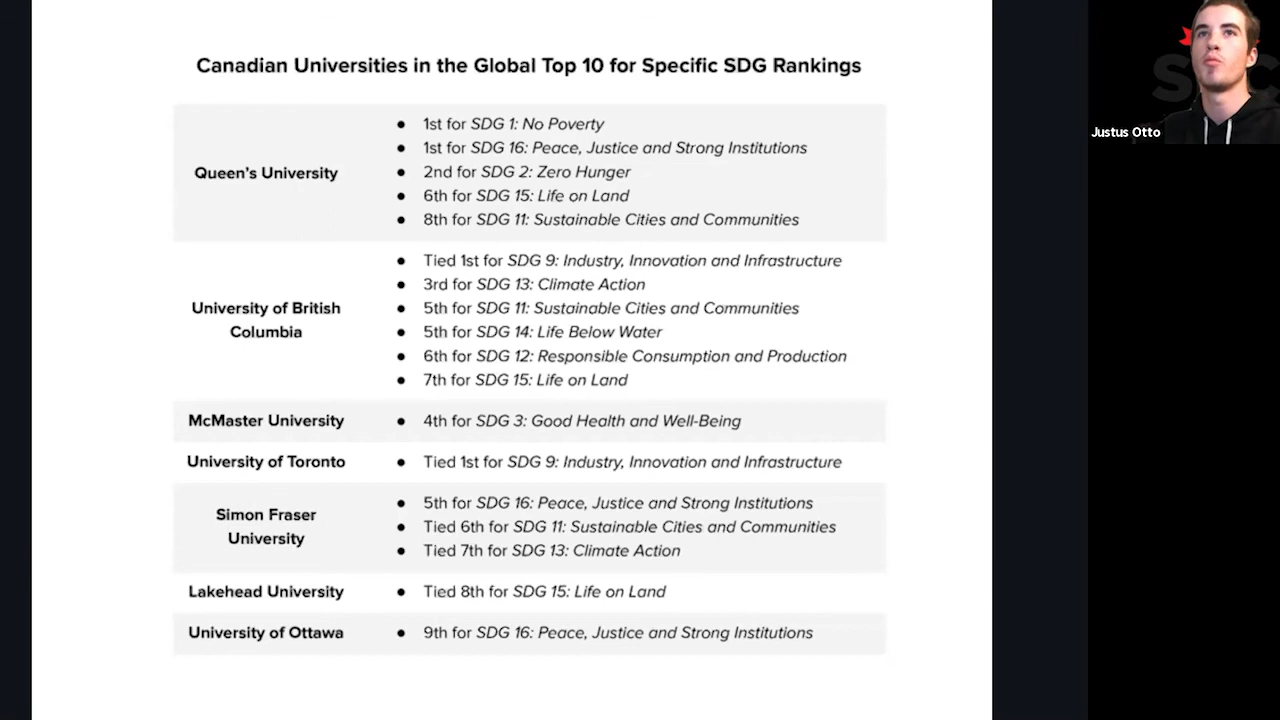 Canadian Universities in the Global Top 10 for Specific SDG Rankings
Queen's University
● 1st for SDG 1: No Poverty
● 1st for SDG 16: Peace, Justice and Strong Institutions
● 2nd for SDG 2: Zero Hunger
● 6th for SDG 15: Life on Land
● 8th for SDG 11: Sustainable Cities and Communities
University of British
Columbia
● Tied 1st for SDG 9: Industry, Innovation and Infrastructure
● 3rd for SDG 13: Climate Action
● 5th for SDG 11: Sustainable Cities and Communities
● 5th for SDG 14: Life Below Water
● 6th for SDG 12: Responsible Consumption and Production
● 7th for SDG 15: Life on Land
McMaster University
● 4th for SDG 3: Good Health and Well-Being
University of Toronto
● Tied 1st for SDG 9: Industry, Innovation and Infrastructure
Simon Fraser
University
● 5th for SDG 16: Peace, Justice and Strong Institutions
● Tied 6th for SDG 11: Sustainable Cities and Communities
● Tied 7th for SDG 13: Climate Action
Lakehead University
● Tied 8th for SDG 15: Life on Land
University of Ottawa
● 9th for SDG 16: Peace, Justice and Strong Institutions
Justus Otto